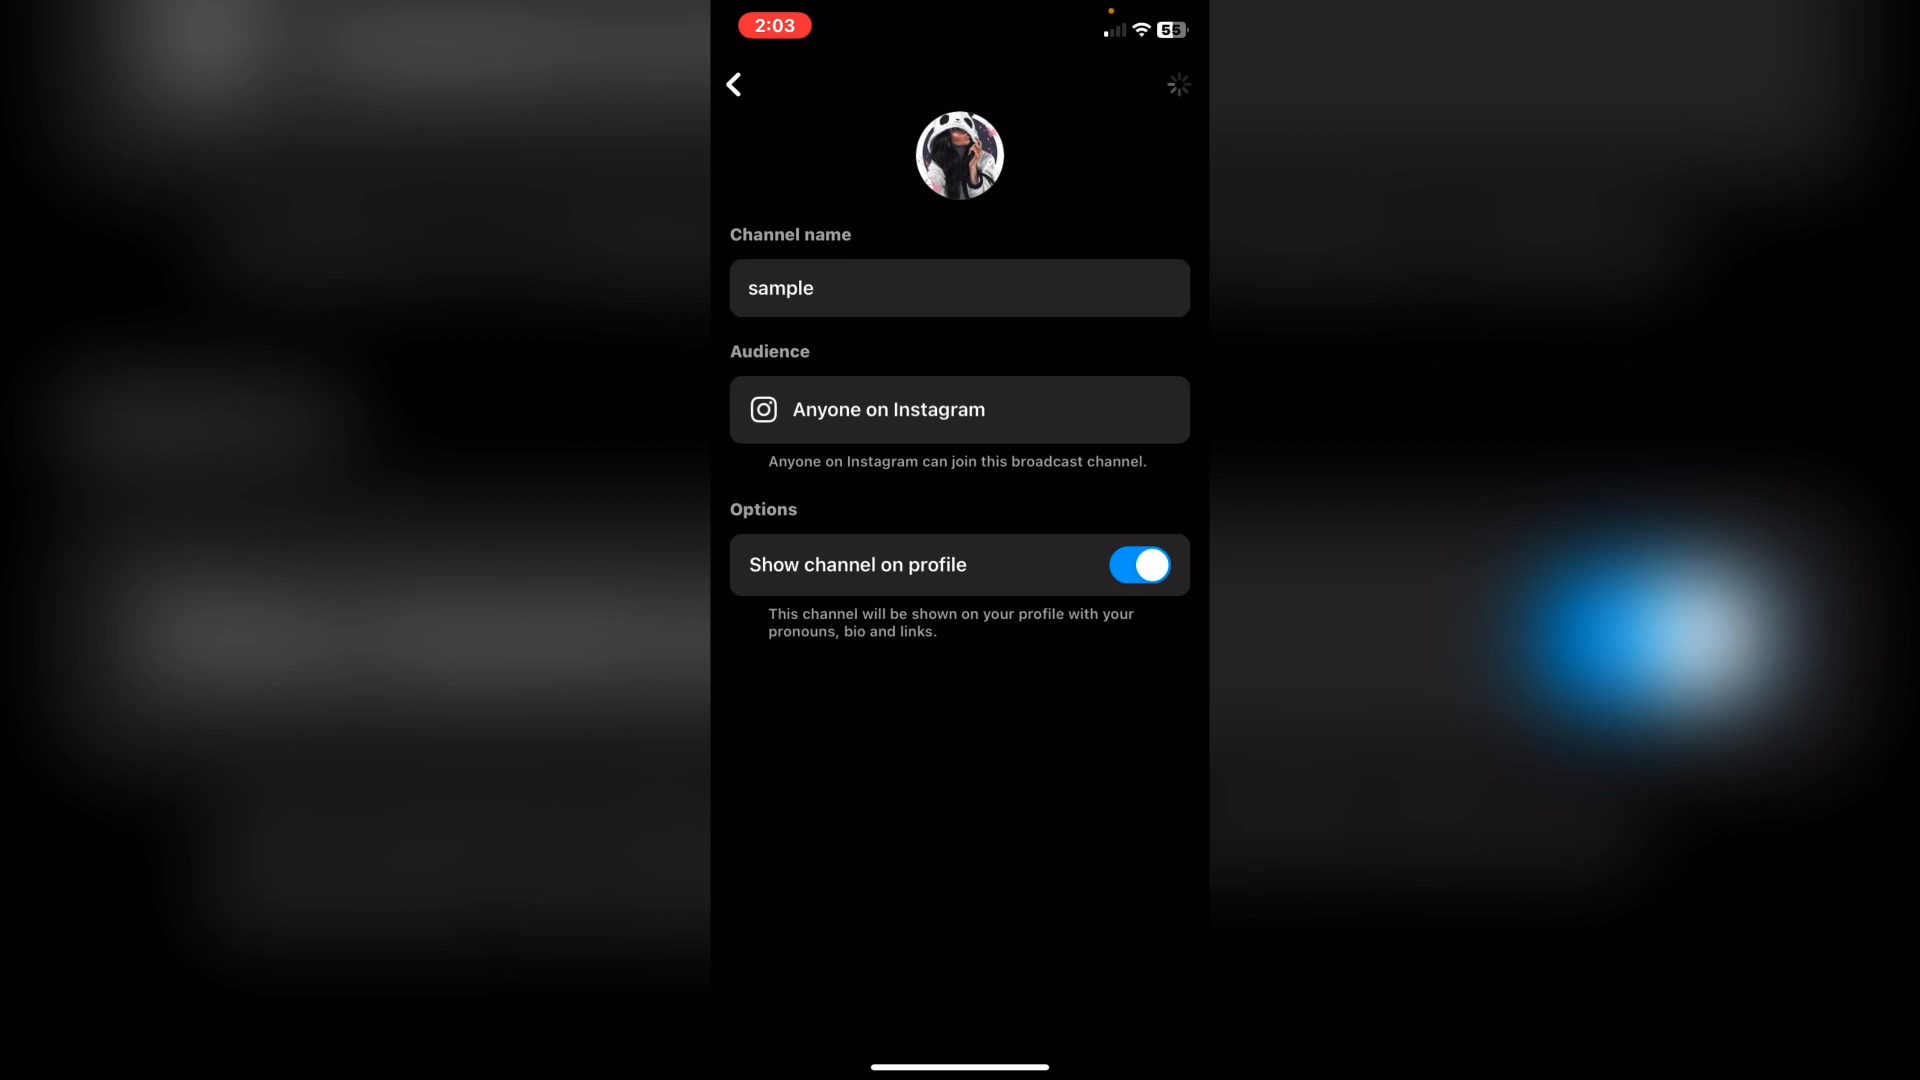 2:03
55
Channel name
sample
Audience
Anyone on Instagram
Anyone on Instagram can join this broadcast channel.
Options
Show channel on profile
This channel will be shown on your profile with your
pronouns, bio and links.